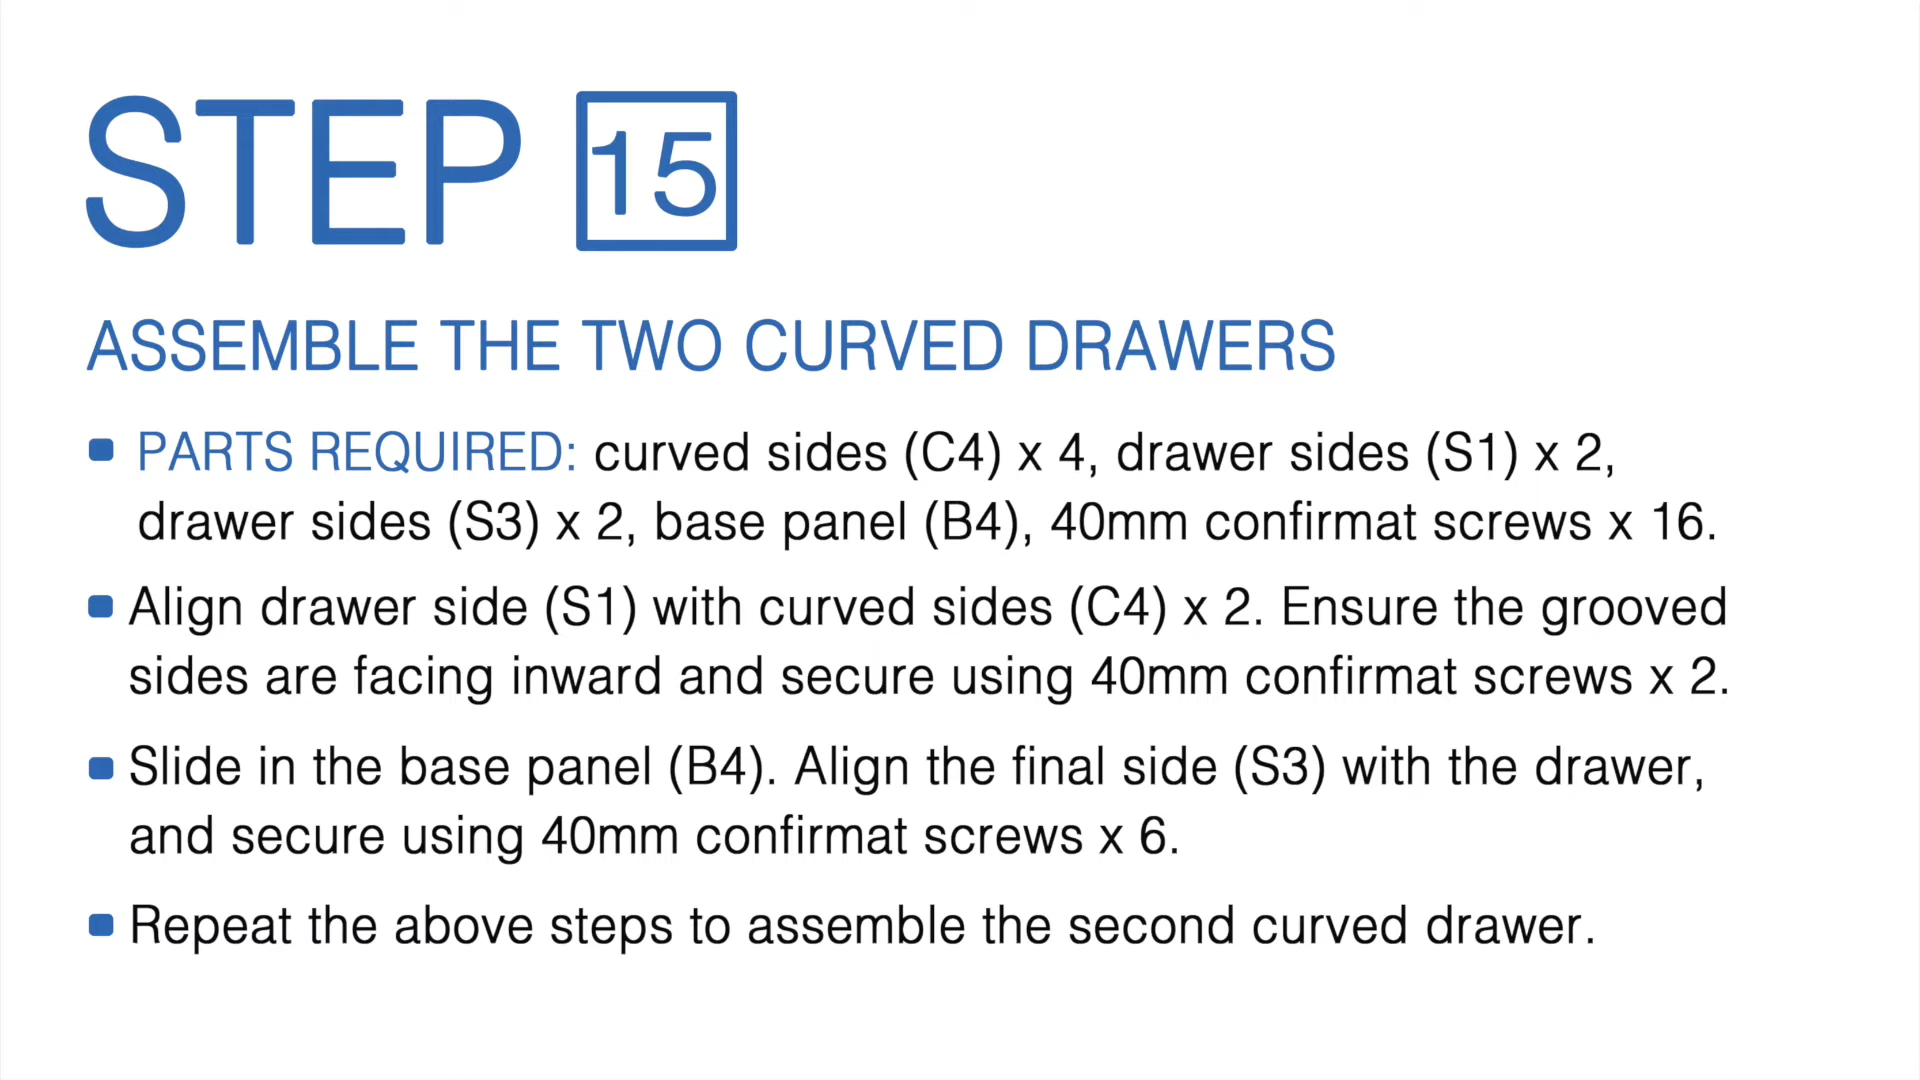 STEP 15
ASSEMBLE THE TWO CURVED DRAWERS
PARTS REQUIRED: curved sides (C4) x 4, drawer sides (S1) x 2,
drawer sides (S3) x 2, base panel (B4), 40mm confirmat screws x 16.
Align drawer side (S1) with curved sides (C4) x 2. Ensure the grooved
sides are facing inward and secure using 40mm confirmat screws x 2.
Slide in the base panel (B4). Align the final side (S3) with the drawer,
and secure using 40mm confirmat screws x 6.
Repeat the above steps to assemble the second curved drawer.